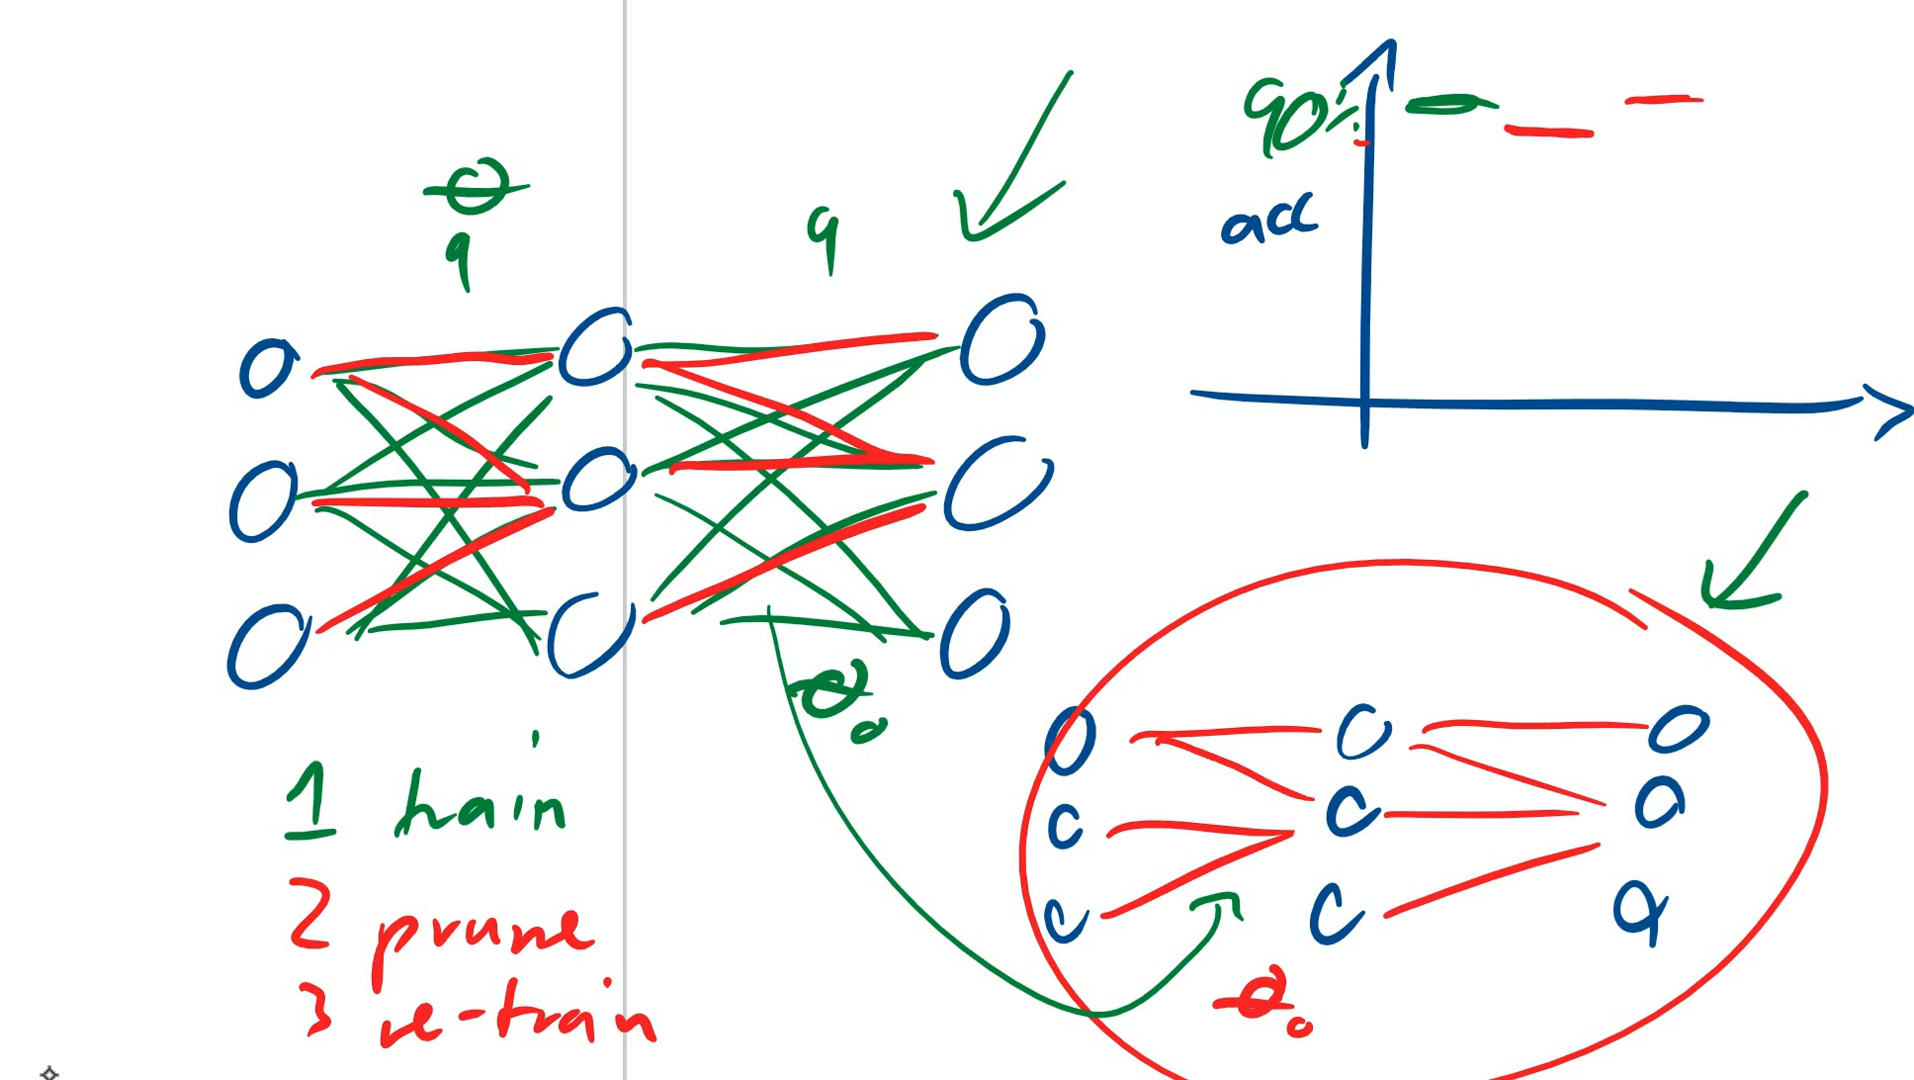 90%
acc
θ
9
9
θ₀
1 train
2 prune
3 re-train
θ₀